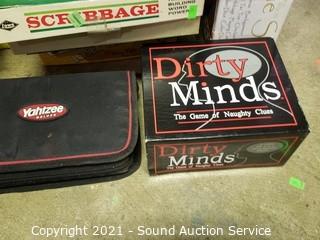 SCRABBAGE
BUILDING
WORD
POWER
Yahtzee
DELUXE
Dirty
Minds
The Game of Naughty Clues
Dirty
Minds
The Game of Naughty Clues
Copyright 2021 - Sound Auction Service